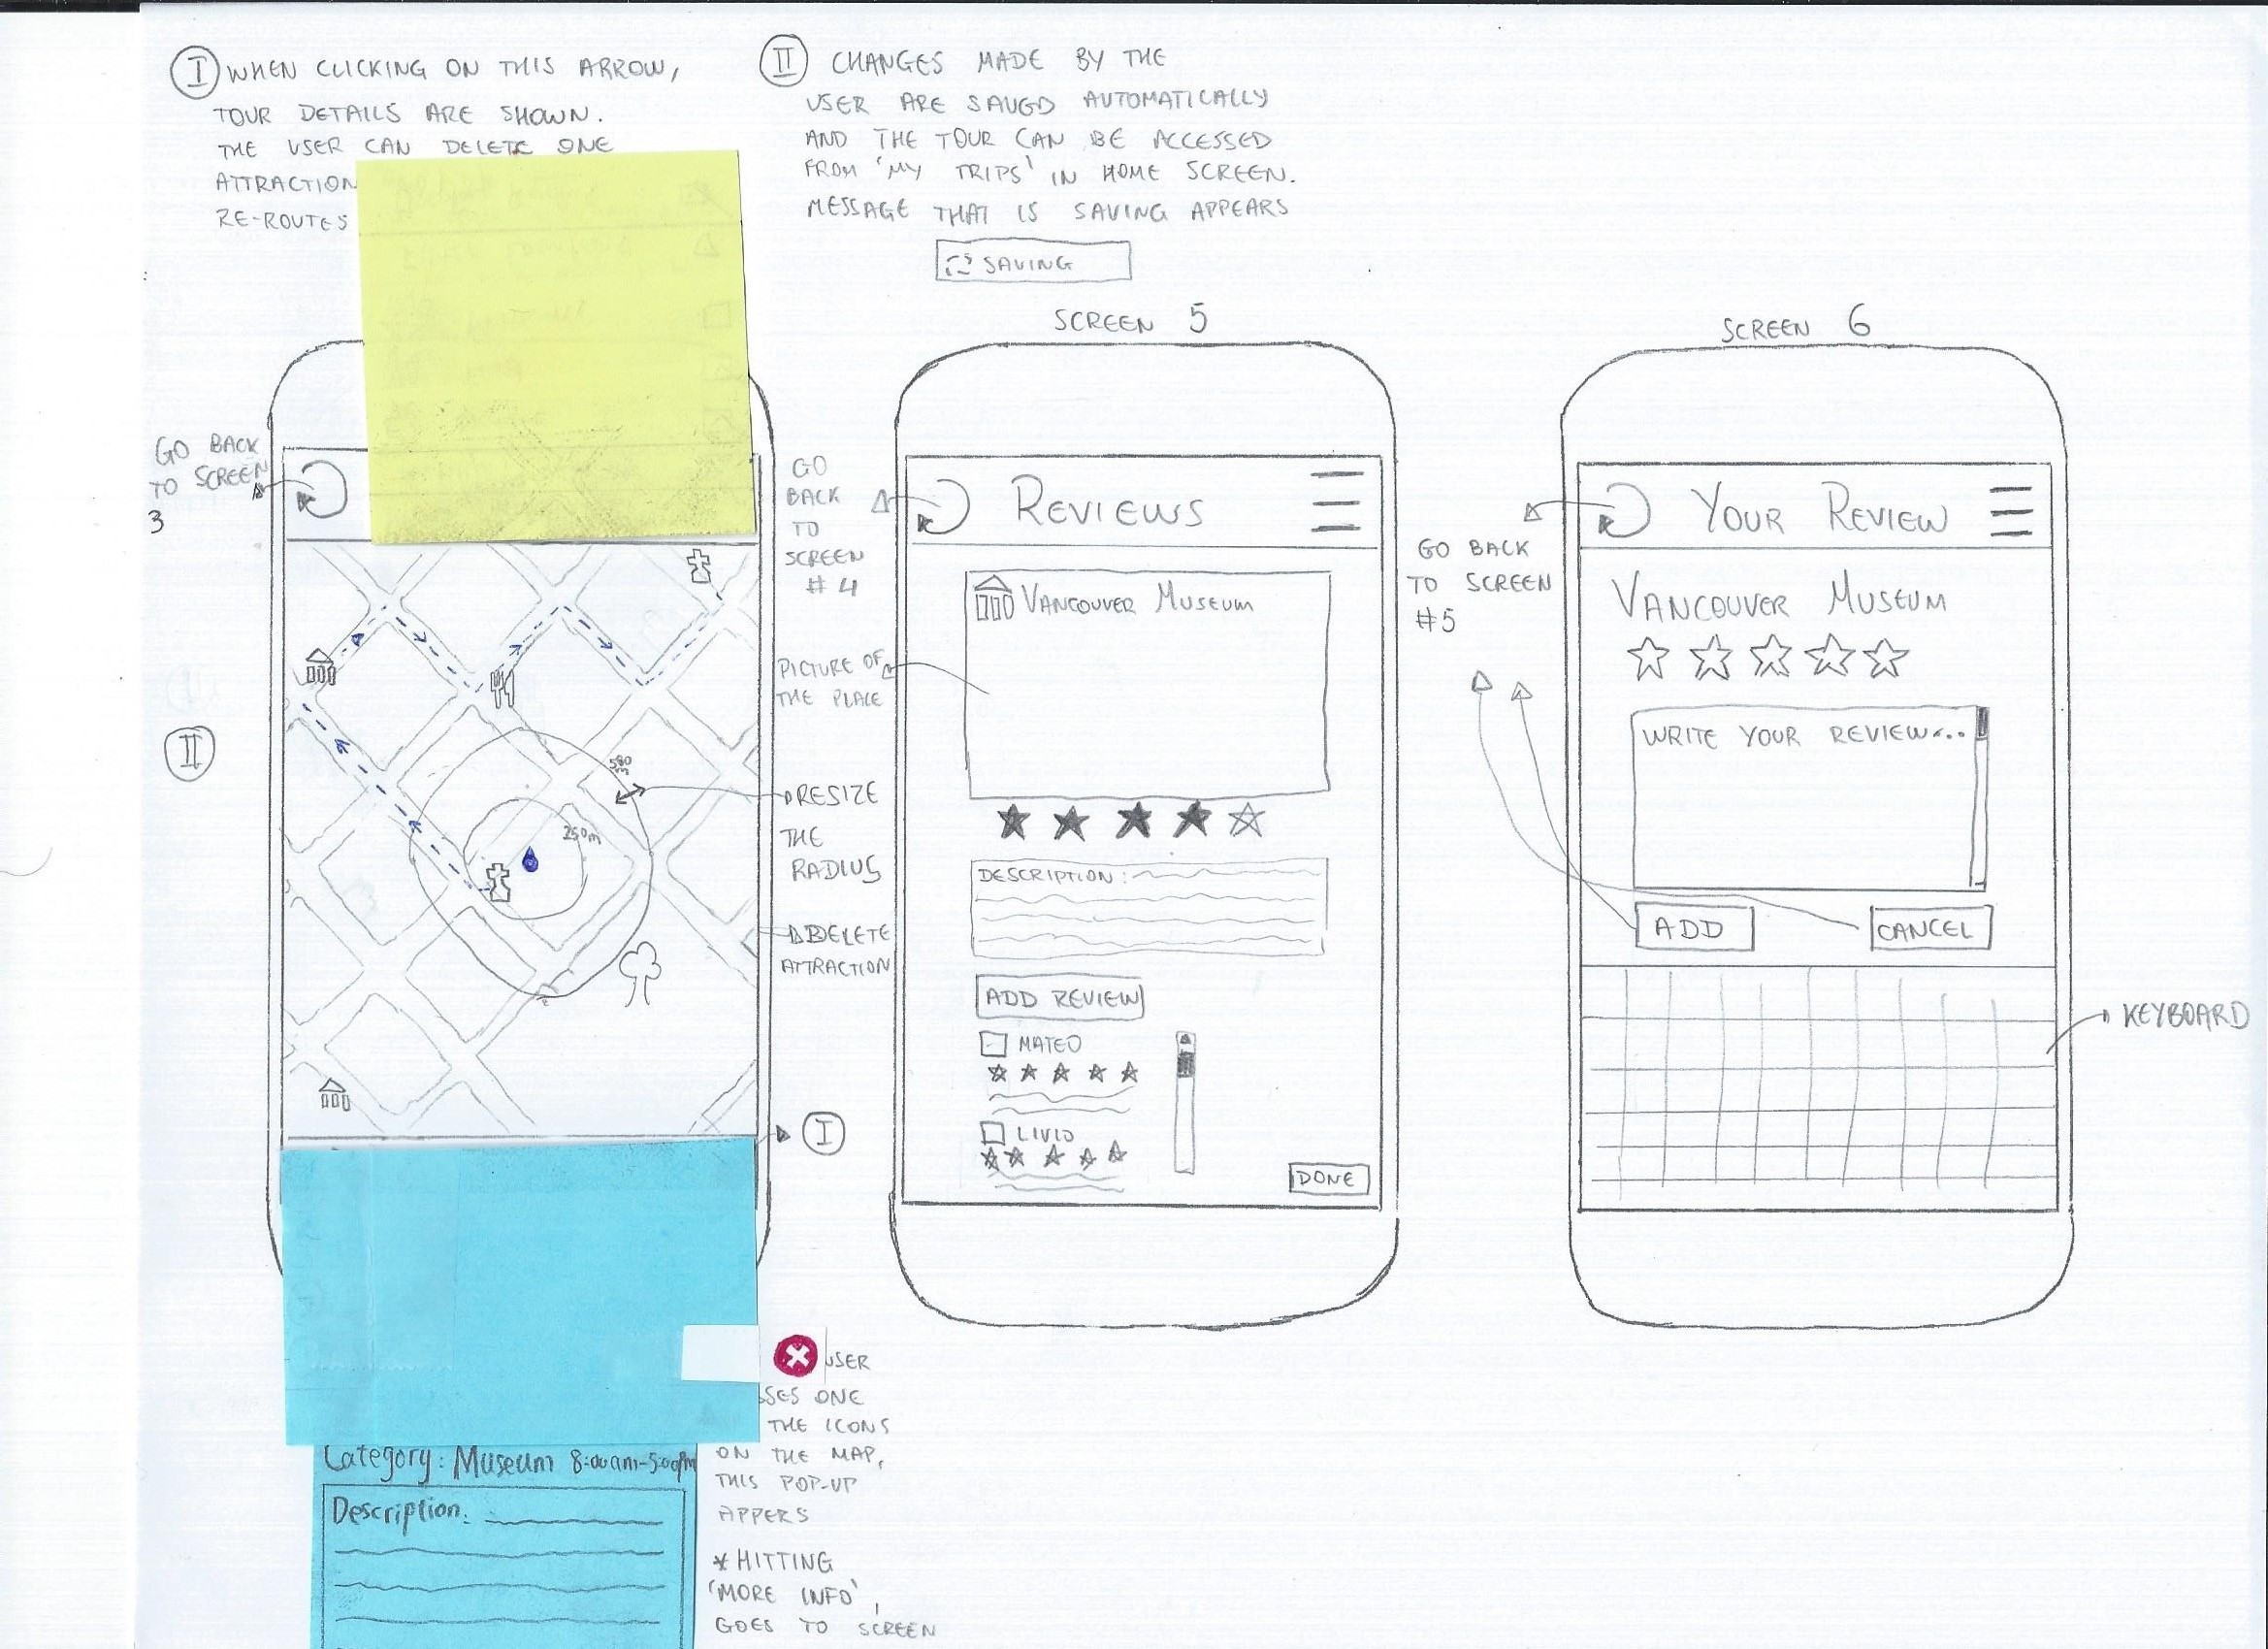 I WHEN CLICKING ON THIS ARROW,
TOUR DETAILS ARE SHOWN.
THE USER CAN DELETE ONE
ATTRACTION
RE-ROUTES
II CHANGES MADE BY THE
USER ARE SAVED AUTOMATICALLY
AND THE TOUR CAN BE ACCESSED
FROM 'MY TRIPS' IN HOME SCREEN.
MESSAGE THAT IS SAVING APPEARS
SAVING
GO BACK
TO SCREEN
3
II
500
m
250m
RESIZE
THE
RADIUS
DELETE
ATTRACTION
I
USER
ONE
THE ICONS
ON THE MAP,
THIS POP-UP
APPERS
*HITTING
'MORE INFO',
GOES TO SCREEN
Category: Museum 8:00am-5:00pm
Description:
SCREEN 5
GO
BACK
TO
SCREEN
#4
REVIEWS
VANCOUVER MUSEUM
PICTURE OF
THE PLACE
DESCRIPTION:
ADD REVIEW
MATEO
LIVIO
DONE
SCREEN 6
GO BACK
TO SCREEN
#5
YOUR REVIEW
VANCOUVER MUSEUM
WRITE YOUR REVIEW...
ADD
CANCEL
KEYBOARD